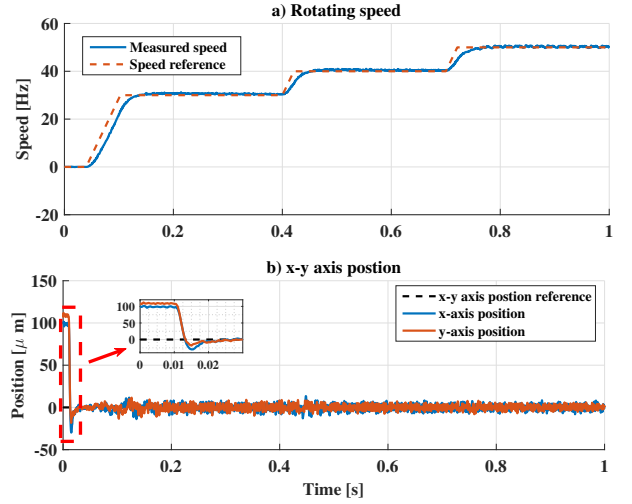 a) Rotating speed
60
40
20
0
-20
Speed [Hz]
Measured speed
Speed reference
0 0.2 0.4 0.6 0.8 1
b) x-y axis postion
150
100
50
0
-50
Position [μ m]
100
50
0
0 0.01 0.02
x-y axis postion reference
x-axis position
y-axis position
0 0.2 0.4 0.6 0.8 1
Time [s]